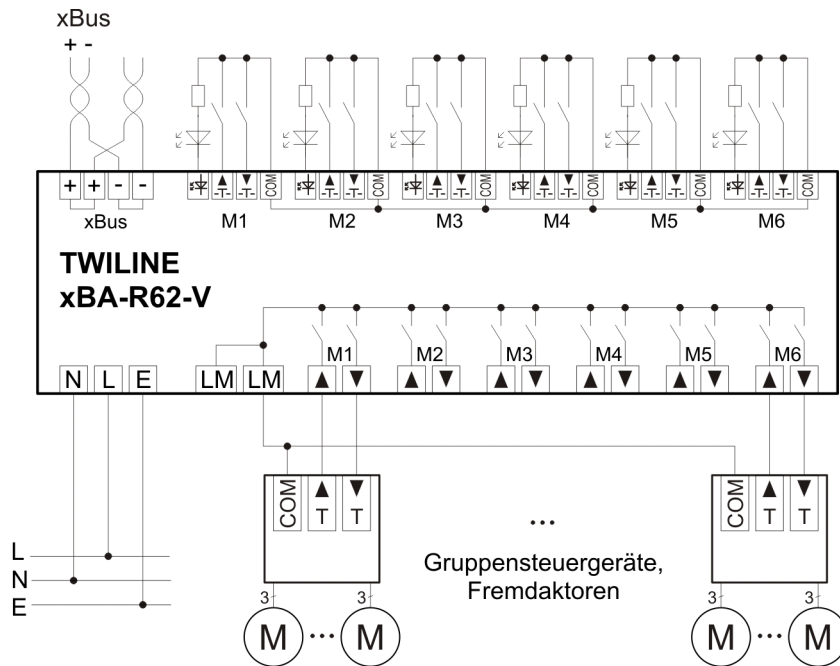 xBus
+ -
+ + - -
xBus
COM COM COM COM COM COM
M1 M2 M3 M4 M5 M6
TWILINE
xBA-R62-V
M1 M2 M3 M4 M5 M6
N L E LM LM
COM T T
COM T T
L
N
E
...
Gruppensteuergeräte,
Fremdaktoren
3 3 3 3
M ... M M ... M